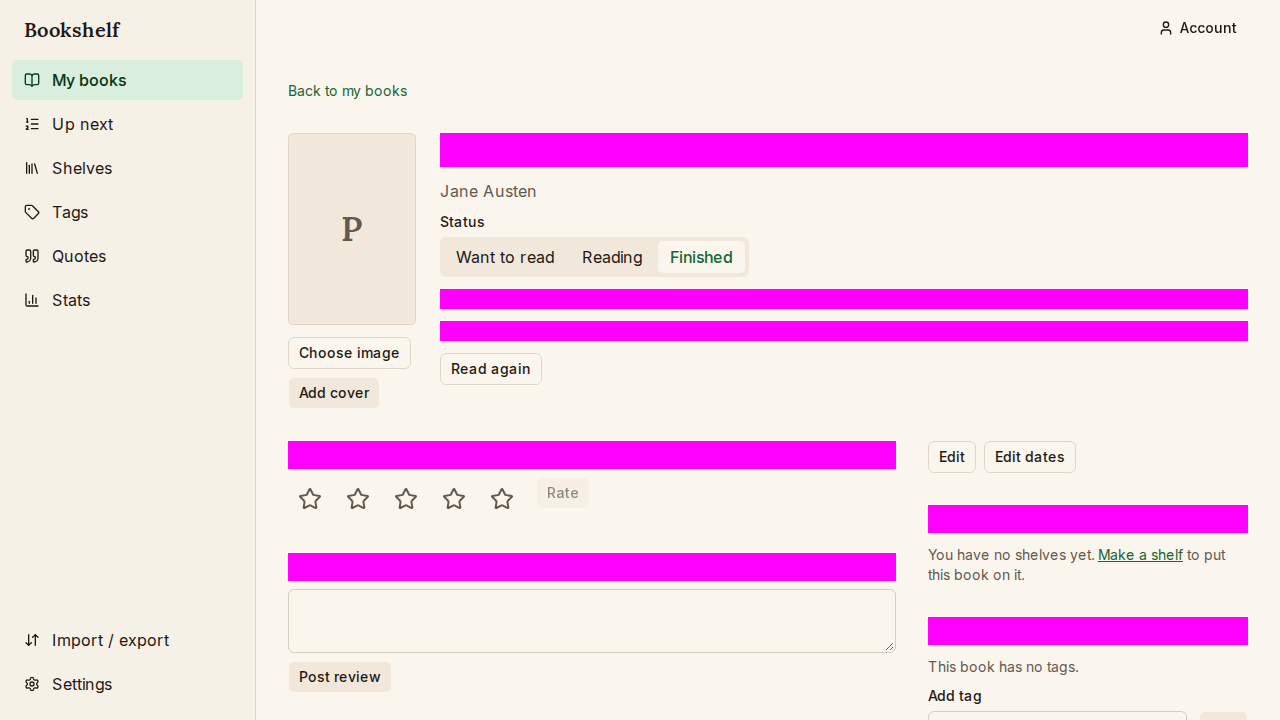 Bookshelf
My books
Up next
Shelves
Tags
Quotes
Stats
Import / export
Settings
Account
Back to my books
P
Jane Austen
Status
Want to read
Reading
Finished
Choose image
Add cover
Read again
Rate
Post review
Edit
Edit dates
You have no shelves yet. Make a shelf to put
this book on it.
This book has no tags.
Add tag